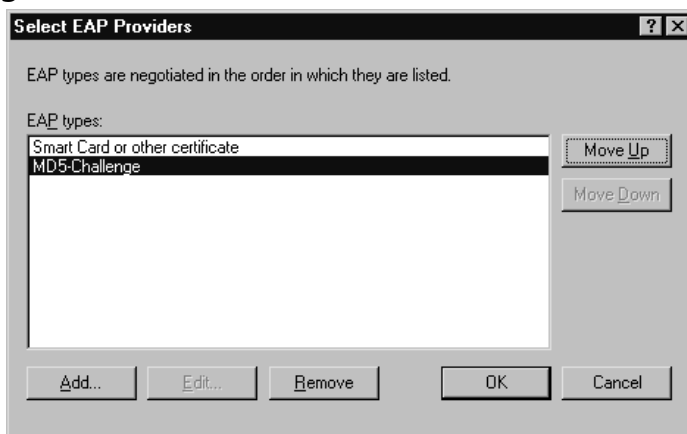 Select EAP Providers
EAP types are negotiated in the order in which they are listed.
EAP types:
Smart Card or other certificate
MD5-Challenge
Move Up
Move Down
Add...
Edit...
Remove
OK
Cancel